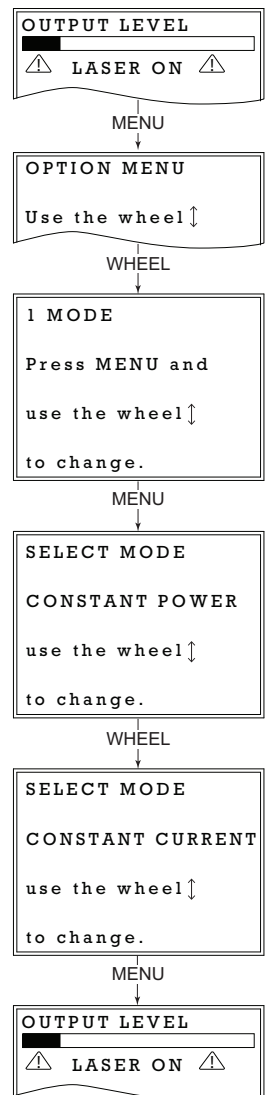 OUTPUT LEVEL
LASER ON
MENU
OPTION MENU
Use the wheel ↕
WHEEL
1 MODE
Press MENU and
use the wheel ↕
to change.
MENU
SELECT MODE
CONSTANT POWER
use the wheel ↕
to change.
WHEEL
SELECT MODE
CONSTANT CURRENT
use the wheel ↕
to change.
MENU
OUTPUT LEVEL
LASER ON